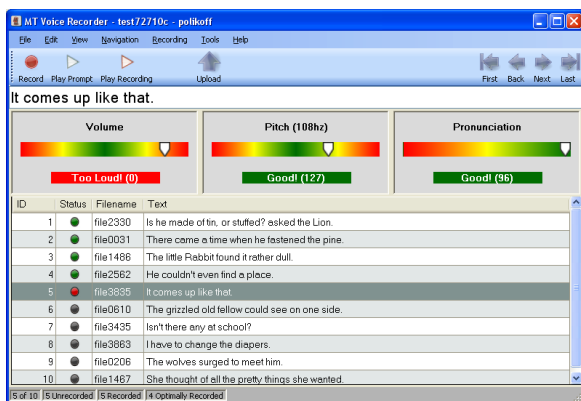 MT Voice Recorder - test72710c - polikoff
File Edit View Navigation Recording Tools Help
Record Play Prompt Play Recording Upload First Back Next Last
It comes up like that.
Volume Pitch (108hz) Pronunciation
Too Loud! (0) Good! (127) Good! (96)
ID Status Filename Text
1 file2330 Is he made of tin, or stuffed? asked the Lion.
2 file0031 There came a time when he fastened the pine.
3 file1486 The little Rabbit found it rather dull.
4 file2562 He couldn't even find a place.
5 file3835 It comes up like that.
6 file0610 The grizzled old fellow could see on one side.
7 file3435 Isn't there any at school?
8 file3863 I have to change the diapers.
9 file0206 The wolves surged to meet him.
10 file1467 She thought of all the pretty things she wanted.
5 of 10 5 Unrecorded 5 Recorded 4 Optimally Recorded